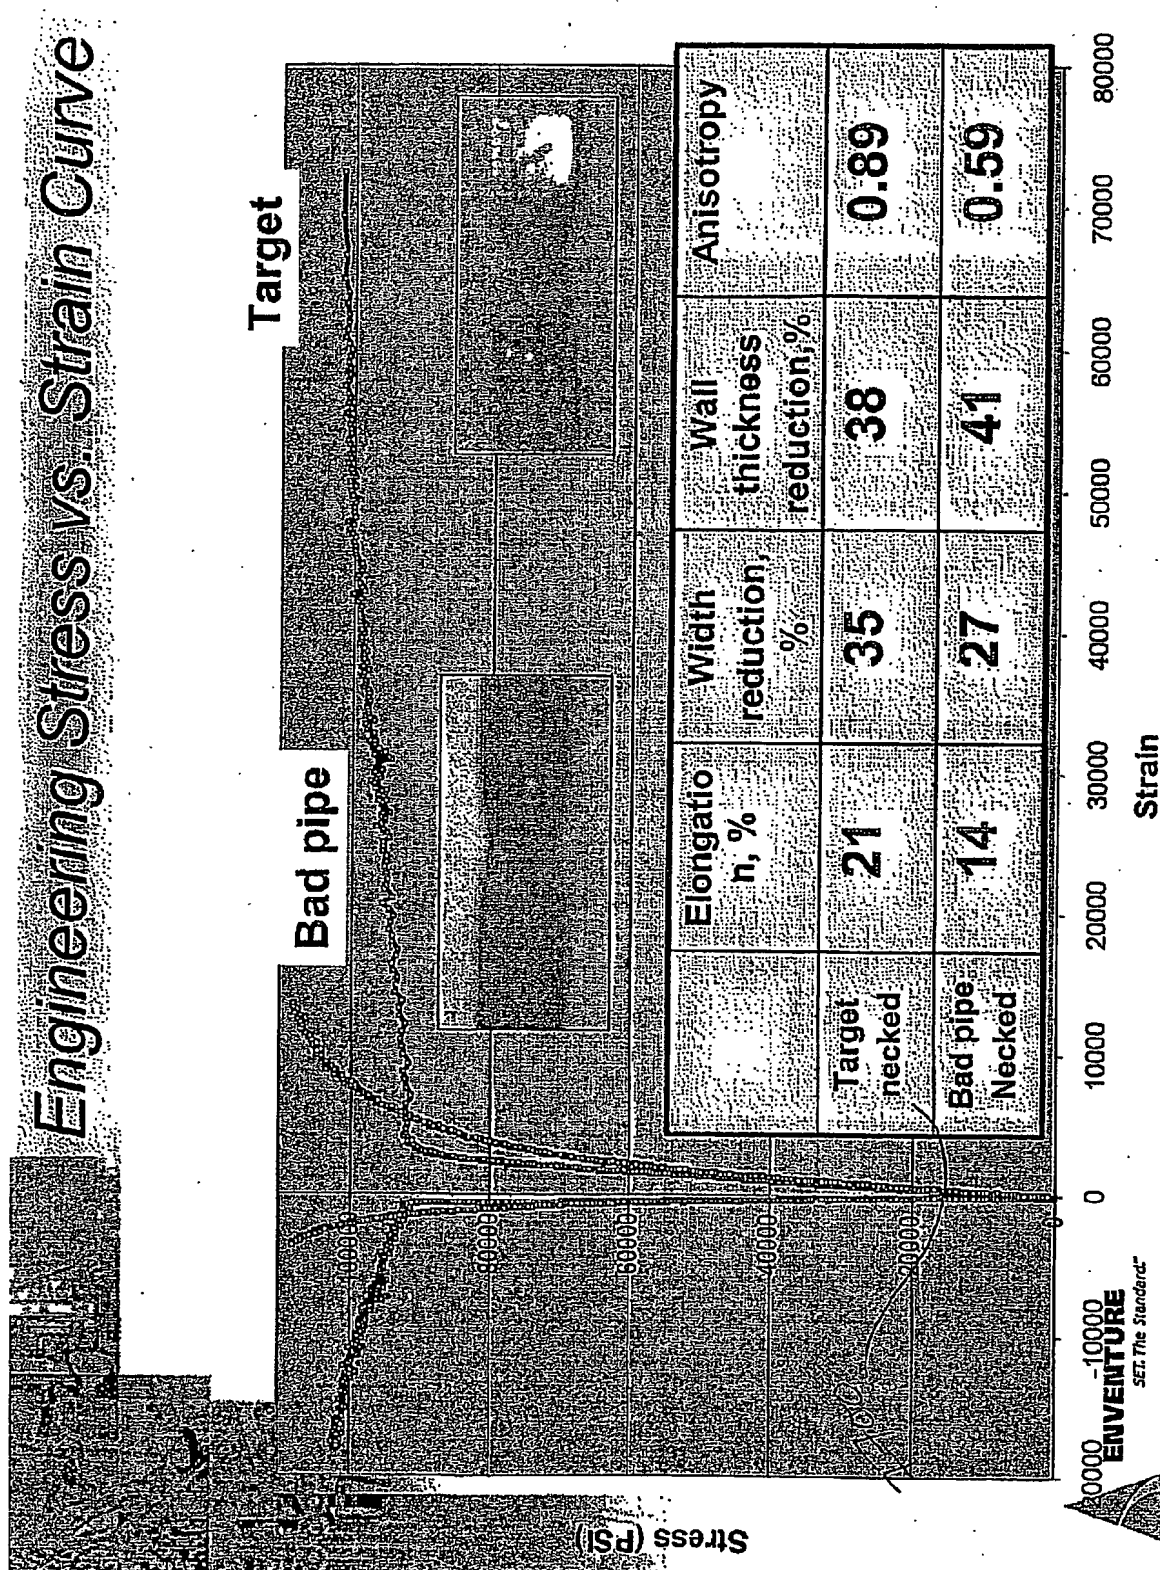 Engineering Stress vs. Strain Curve
Target
Bad pipe
Stress (PSI)
80000
60000
40000
20000
0
-10000
0
10000
20000
30000
40000
50000
60000
70000
80000
Strain
Elongatio
n, %
Width
reduction,
%
Wall
thickness
reduction,%
Anisotropy
Target
necked
21
35
38
0.89
Bad pipe
Necked
14
27
41
0.59
ENVENTURE
SET. The Standard.™